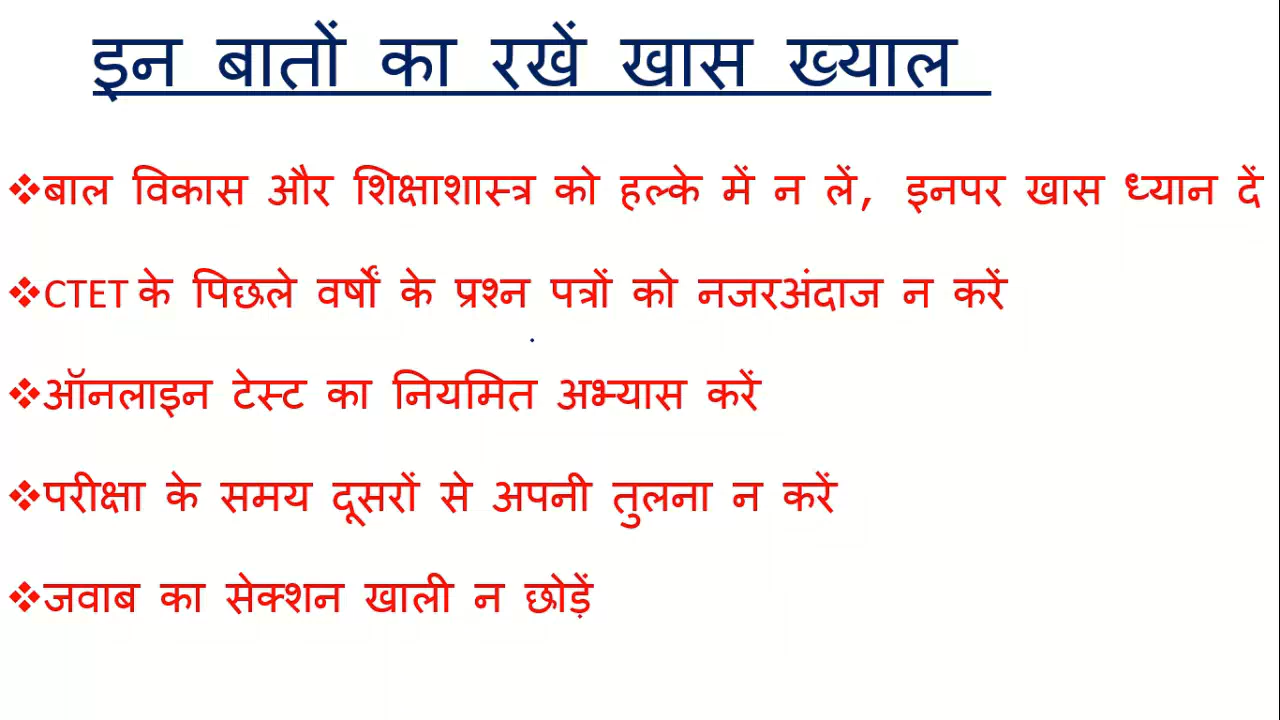 इन बातों का रखें खास ख्याल
❖बाल विकास और शिक्षाशास्त्र को हल्के में न लें, इनपर खास ध्यान दें
❖CTET के पिछले वर्षों के प्रश्न पत्रों को नजरअंदाज न करें
❖ऑनलाइन टेस्ट का नियमित अभ्यास करें
❖परीक्षा के समय दूसरों से अपनी तुलना न करें
❖जवाब का सेक्शन खाली न छोड़ें